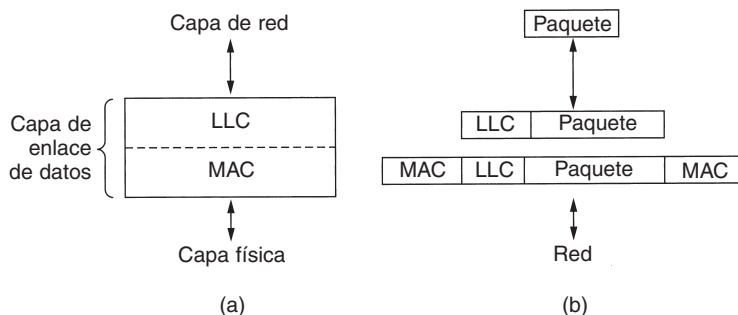 Capa de red
Capa de
enlace
de datos
LLC
MAC
Capa física
(a)
Paquete
LLC Paquete
MAC LLC Paquete MAC
Red
(b)